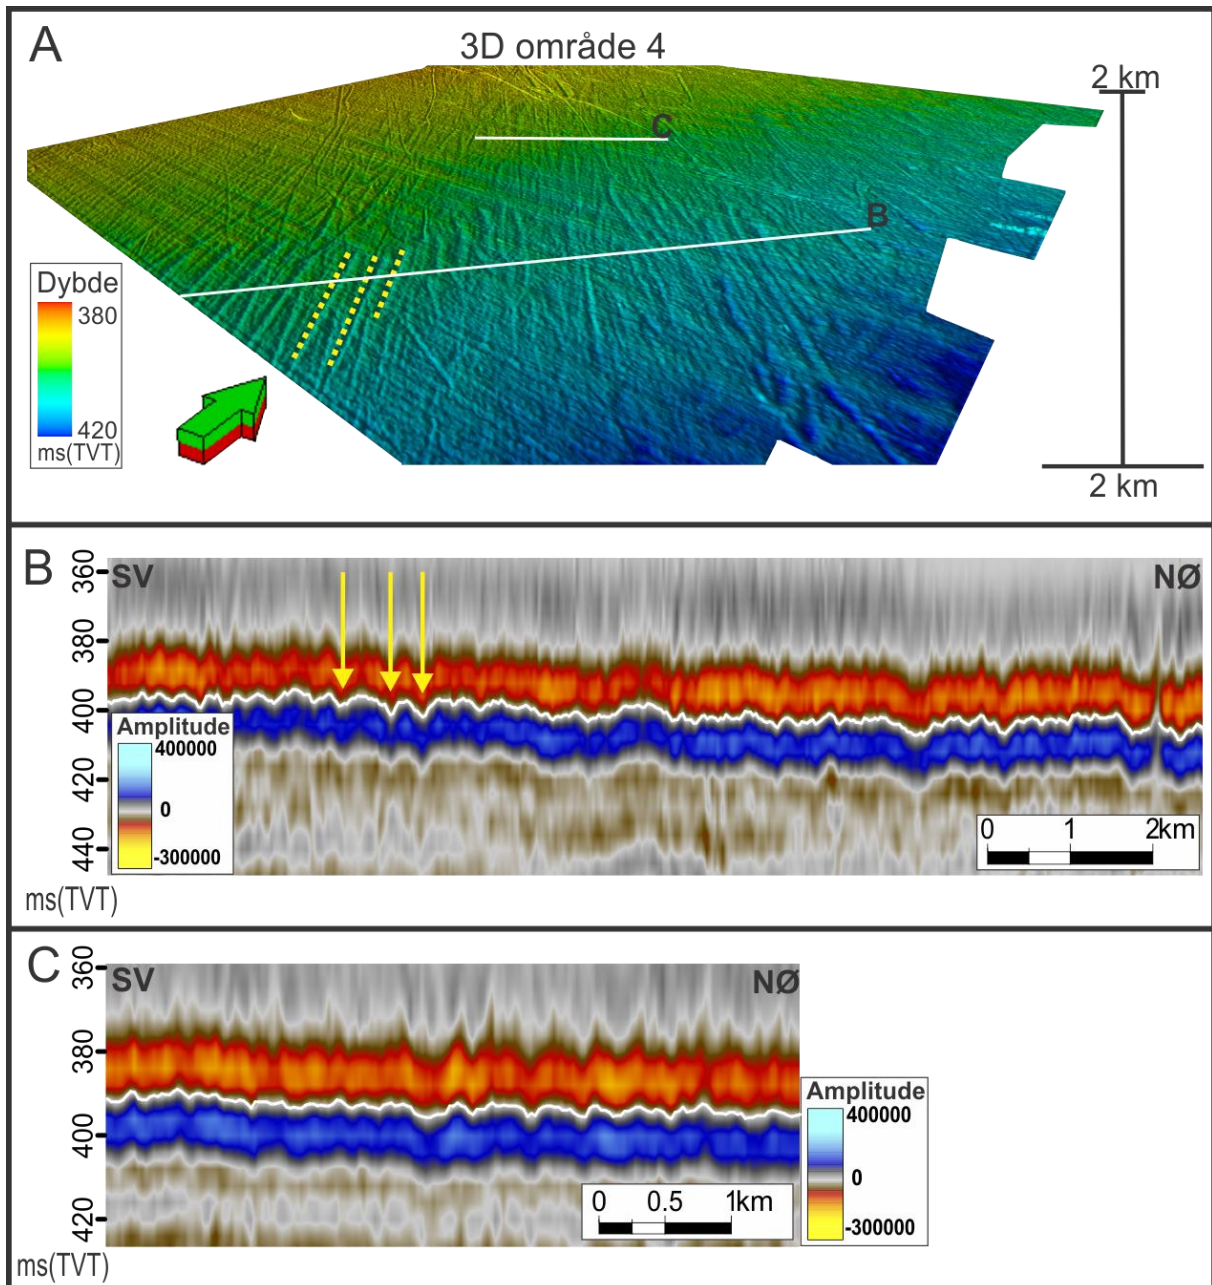 A
3D område 4
2 km
C
B
Dybde
380
420
ms(TVT)
2 km
B
SV
NØ
360
380
400
420
440
ms(TVT)
Amplitude
400000
0
-300000
0 1 2km
C
SV
NØ
360
380
400
420
ms(TVT)
0 0.5 1km
Amplitude
400000
0
-300000